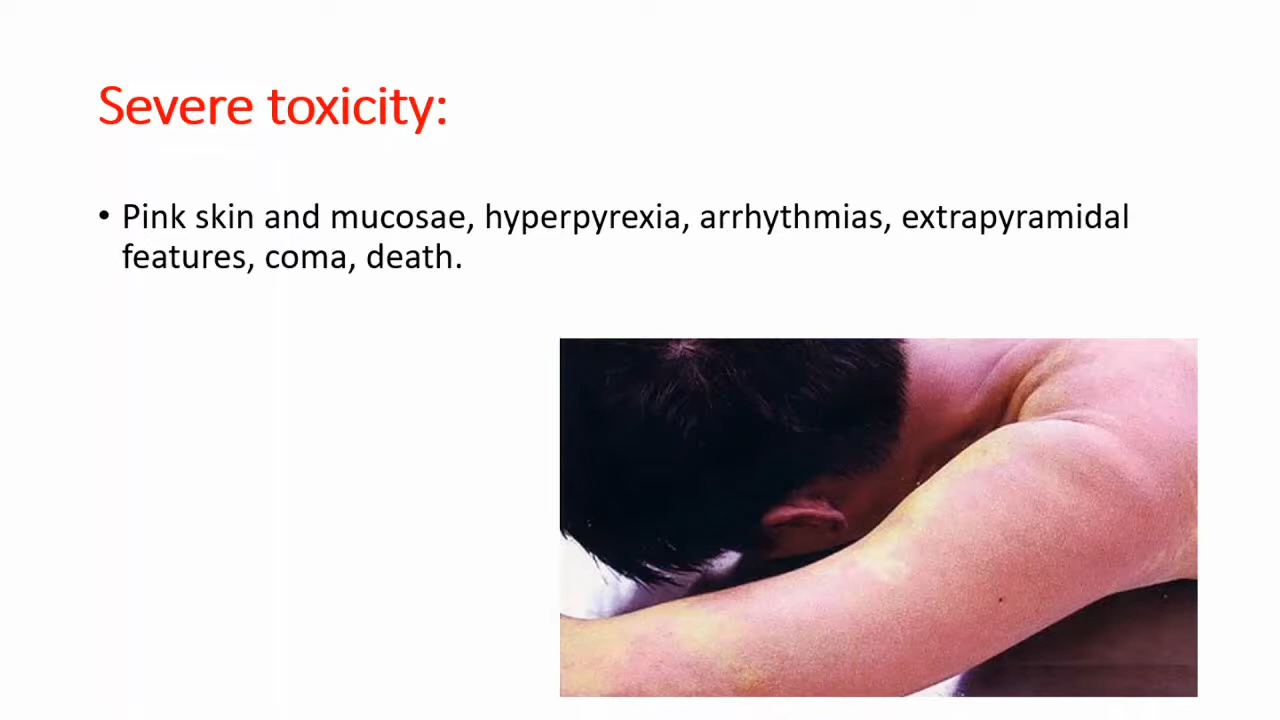 Severe toxicity:
• Pink skin and mucosae, hyperpyrexia, arrhythmias, extrapyramidal
features, coma, death.